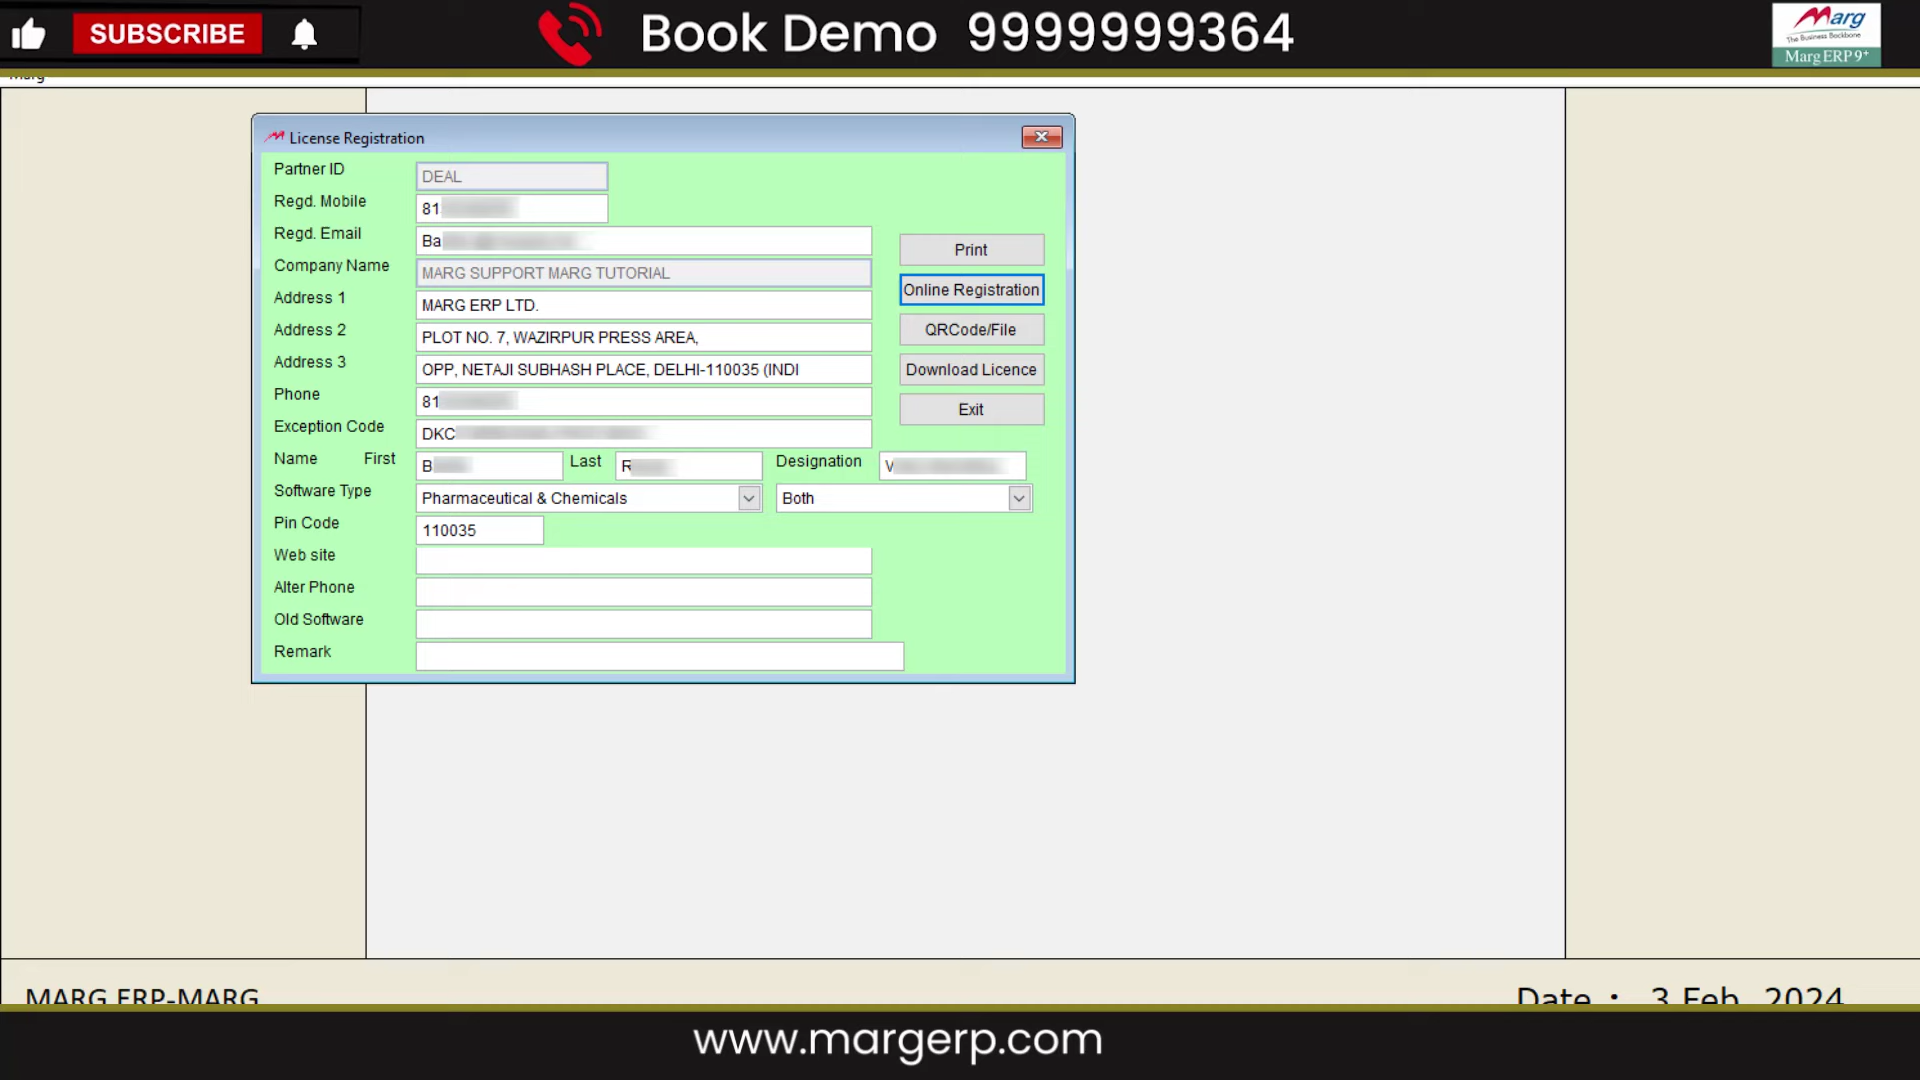 SUBSCRIBE
Book Demo 9999999364
Marg
The Business Backbone
Marg ERP 9+
Marg
License Registration
Partner ID DEAL
Regd. Mobile 81
Regd. Email Ba
Company Name MARG SUPPORT MARG TUTORIAL
Address 1 MARG ERP LTD.
Address 2 PLOT NO. 7, WAZIRPUR PRESS AREA,
Address 3 OPP, NETAJI SUBHASH PLACE, DELHI-110035 (INDI
Phone 81
Exception Code DKC
Name First B Last R Designation V
Software Type Pharmaceutical & Chemicals Both
Pin Code 110035
Web site
Alter Phone
Old Software
Remark
Print
Online Registration
QRCode/File
Download Licence
Exit
MARG ERP-MARG
Date : 3 Feb 2024
www.margerp.com